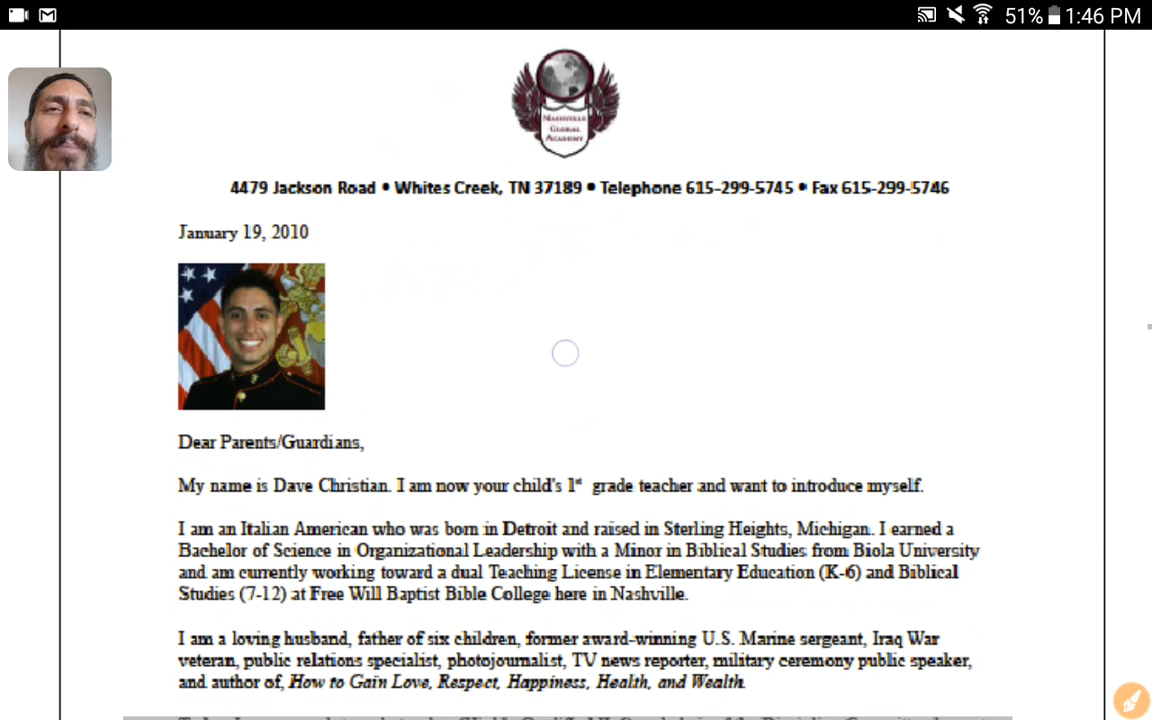 51% 1:46 PM
NASHVILLE
GLOBAL
ACADEMY
4479 Jackson Road • Whites Creek, TN 37189 • Telephone 615-299-5745 • Fax 615-299-5746
January 19, 2010
Dear Parents/Guardians,
My name is Dave Christian. I am now your child's 1st grade teacher and want to introduce myself.
I am an Italian American who was born in Detroit and raised in Sterling Heights, Michigan. I earned a
Bachelor of Science in Organizational Leadership with a Minor in Biblical Studies from Biola University
and am currently working toward a dual Teaching License in Elementary Education (K-6) and Biblical
Studies (7-12) at Free Will Baptist Bible College here in Nashville.
I am a loving husband, father of six children, former award-winning U.S. Marine sergeant, Iraq War
veteran, public relations specialist, photojournalist, TV news reporter, military ceremony public speaker,
and author of, How to Gain Love, Respect, Happiness, Health, and Wealth.